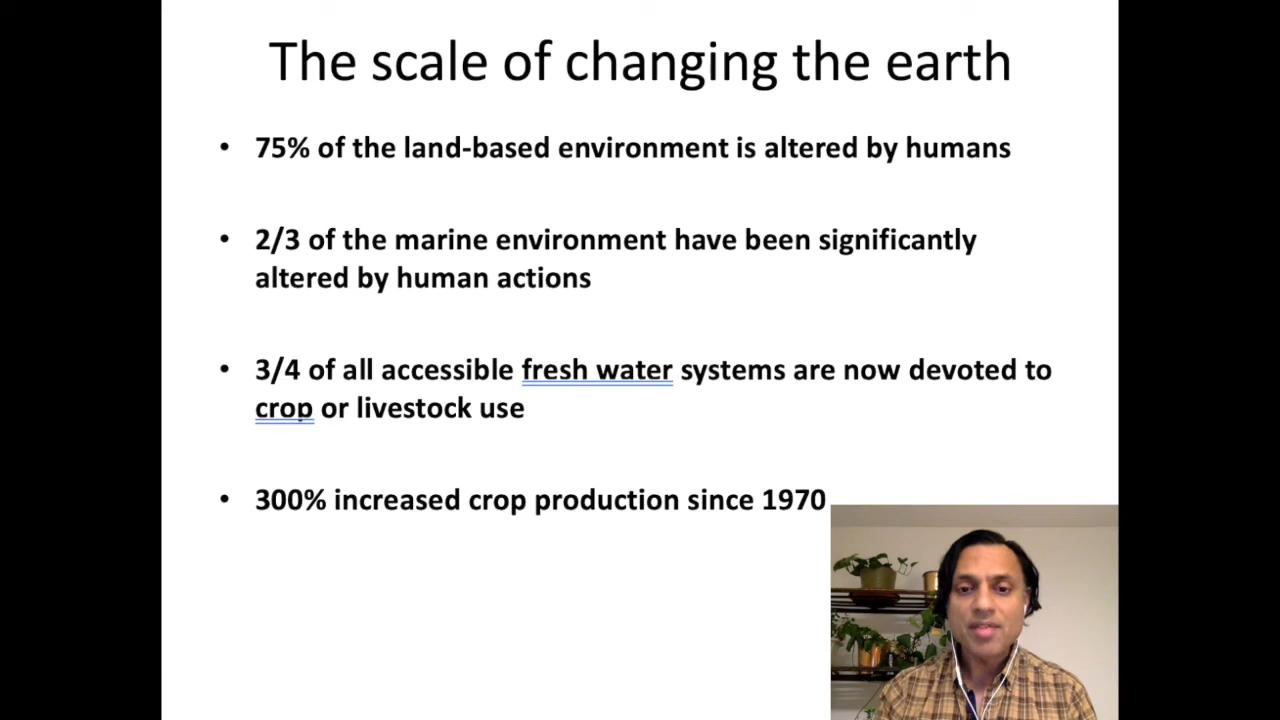 The scale of changing the earth
• 75% of the land-based environment is altered by humans
• 2/3 of the marine environment have been significantly
altered by human actions
• 3/4 of all accessible fresh water systems are now devoted to
crop or livestock use
• 300% increased crop production since 1970